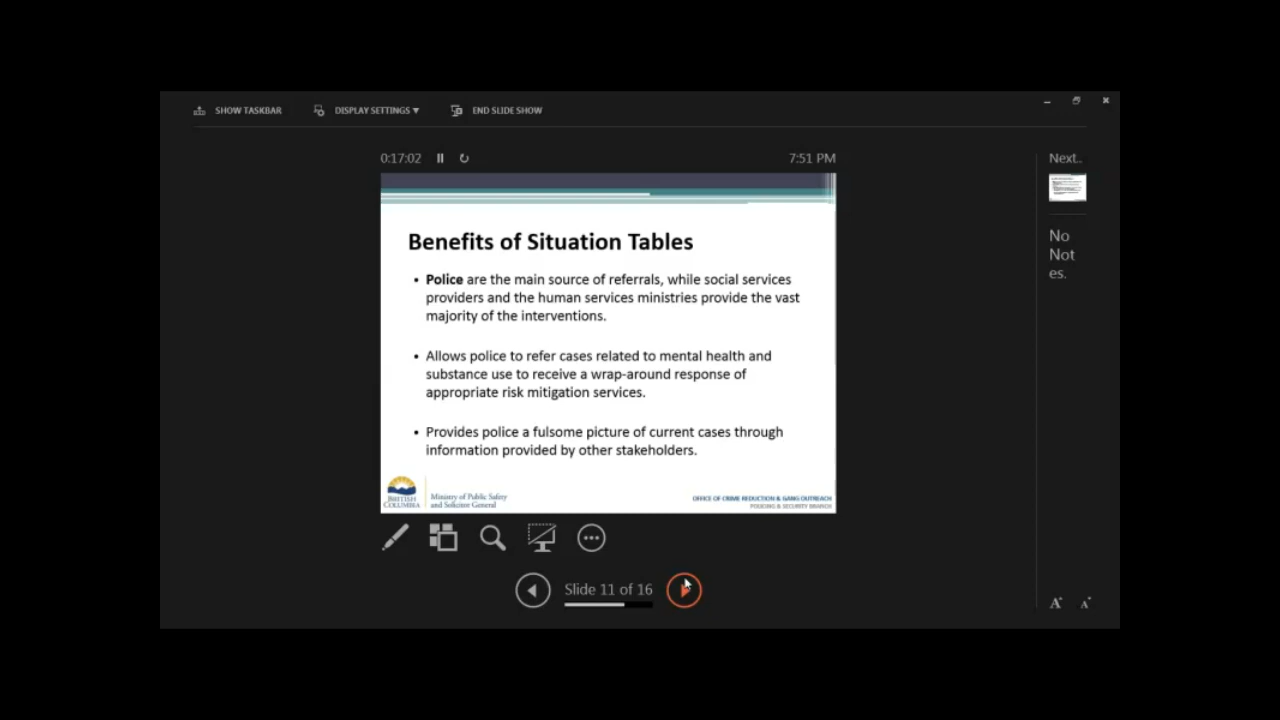 SHOW TASKBAR
DISPLAY SETTINGS ▼
END SLIDE SHOW
0:17:02
7:51 PM
Next..
Benefits of Situation Tables
• Police are the main source of referrals, while social services
providers and the human services ministries provide the vast
majority of the interventions.
• Allows police to refer cases related to mental health and
substance use to receive a wrap-around response of
appropriate risk mitigation services.
• Provides police a fulsome picture of current cases through
information provided by other stakeholders.
BRITISH
COLUMBIA
Ministry of Public Safety
and Solicitor General
OFFICE OF CRIME REDUCTION & GANG OUTREACH
POLICING & SECURITY BRANCH
No
Not
es.
Slide 11 of 16
A A